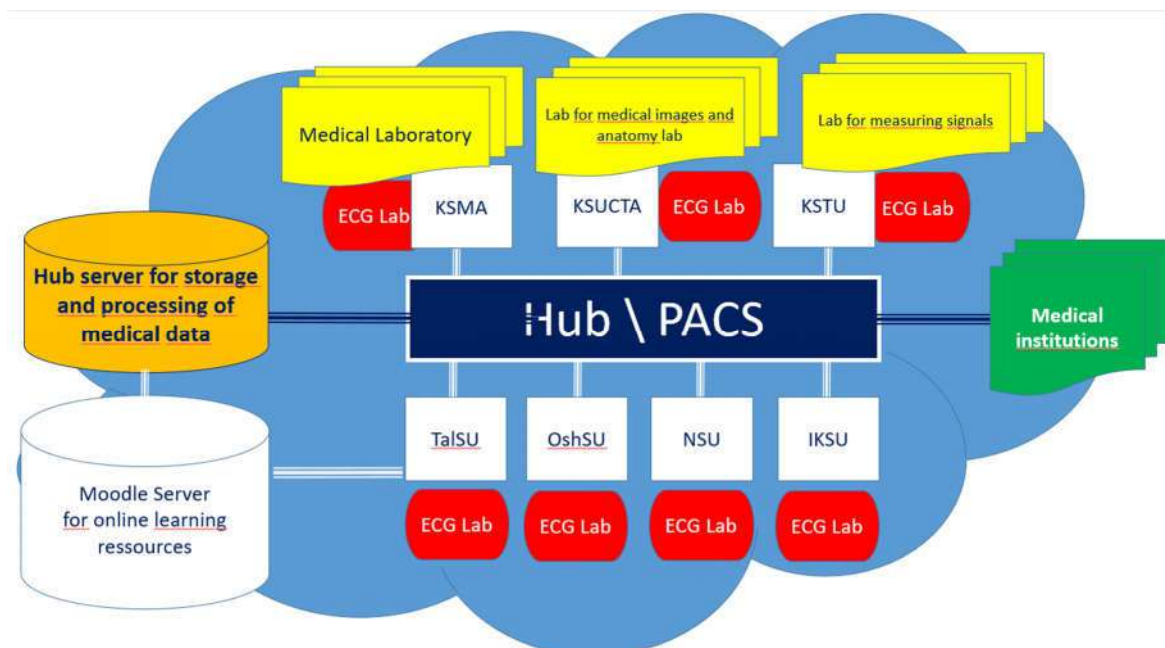 Medical Laboratory
Lab for medical images and
anatomy lab
Lab for measuring signals
ECG Lab
KSMA
KSUCTA
ECG Lab
KSTU
ECG Lab
Hub server for storage
and processing of
medical data
Hub \ PACS
Medical
institutions
TalSU
OshSU
NSU
IKSU
Moodle Server
for online learning
ressources
ECG Lab
ECG Lab
ECG Lab
ECG Lab